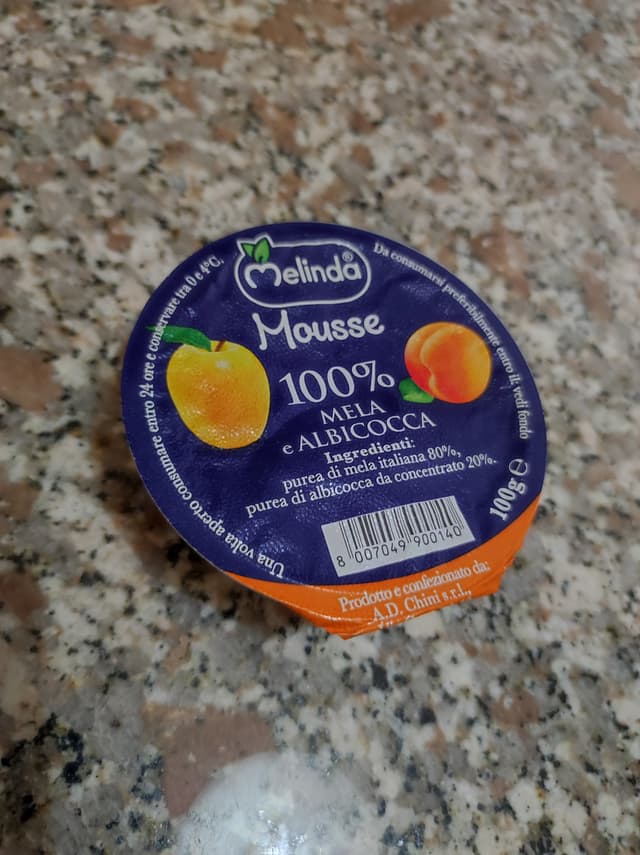 Melinda®
Mousse
100%
MELA
e ALBICOCCA
Ingredienti:
purea di mela italiana 80%,
purea di albicocca da concentrato 20%.
100g ℮
8 007049 900140
Una volta aperto consumare entro 24 ore e conservare tra 0 e 4°C.
Da consumarsi preferibilmente entro il: vedi fondo
Prodotto e confezionato da:
A.D. Chini s.r.l.,